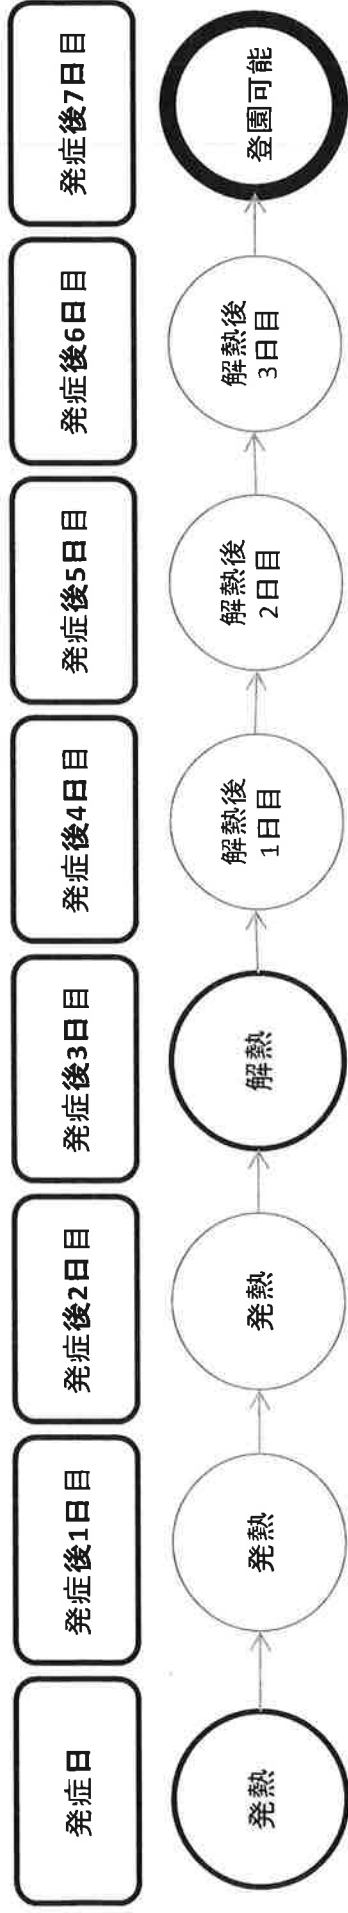 発症日
発症後1日目
発症後2日目
発症後3日目
発症後4日目
発症後5日目
発症後6日目
発症後7日目
発熱
発熱
発熱
解熱
解熱後
1日目
解熱後
2日目
解熱後
3日目
登園可能